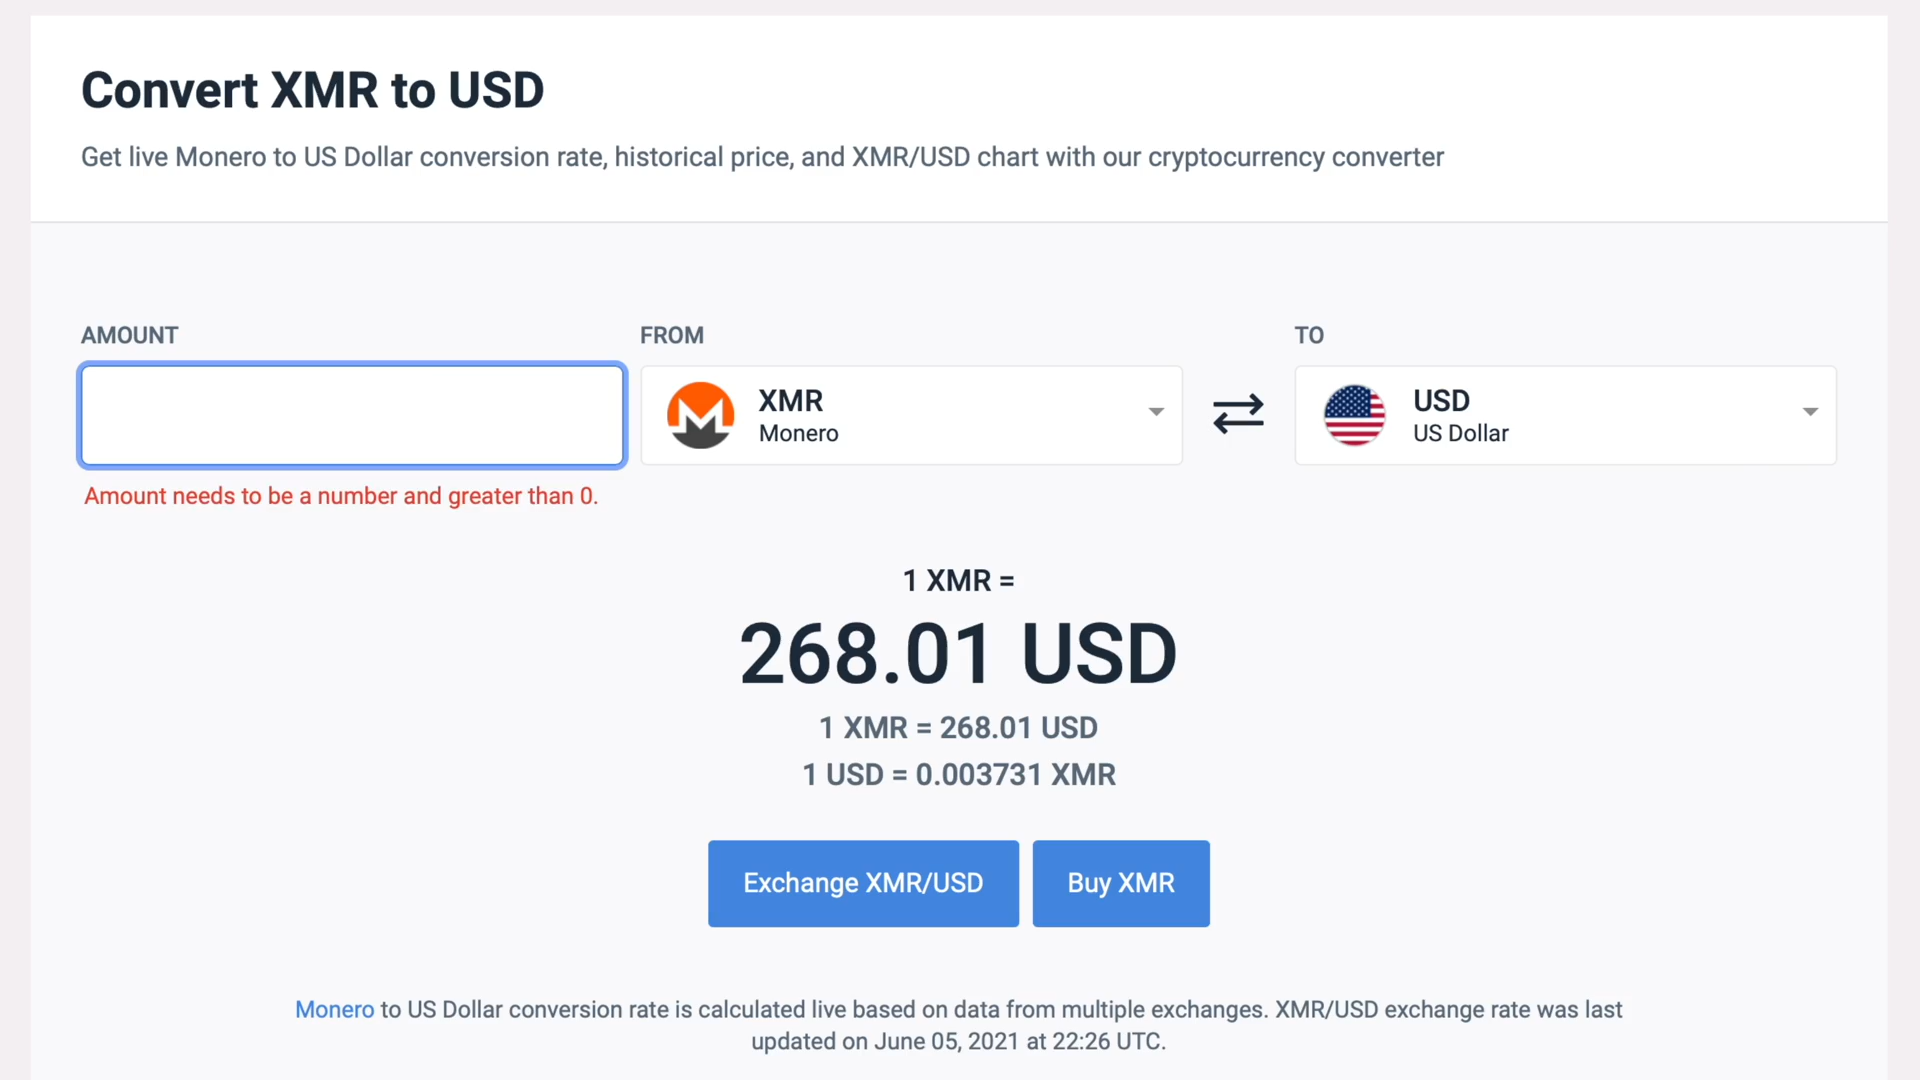 Convert XMR to USD
Get live Monero to US Dollar conversion rate, historical price, and XMR/USD chart with our cryptocurrency converter
AMOUNT
FROM
TO
XMR
Monero
USD
US Dollar
Amount needs to be a number and greater than 0.
1 XMR =
268.01 USD
1 XMR = 268.01 USD
1 USD = 0.003731 XMR
Exchange XMR/USD
Buy XMR
Monero to US Dollar conversion rate is calculated live based on data from multiple exchanges. XMR/USD exchange rate was last
updated on June 05, 2021 at 22:26 UTC.